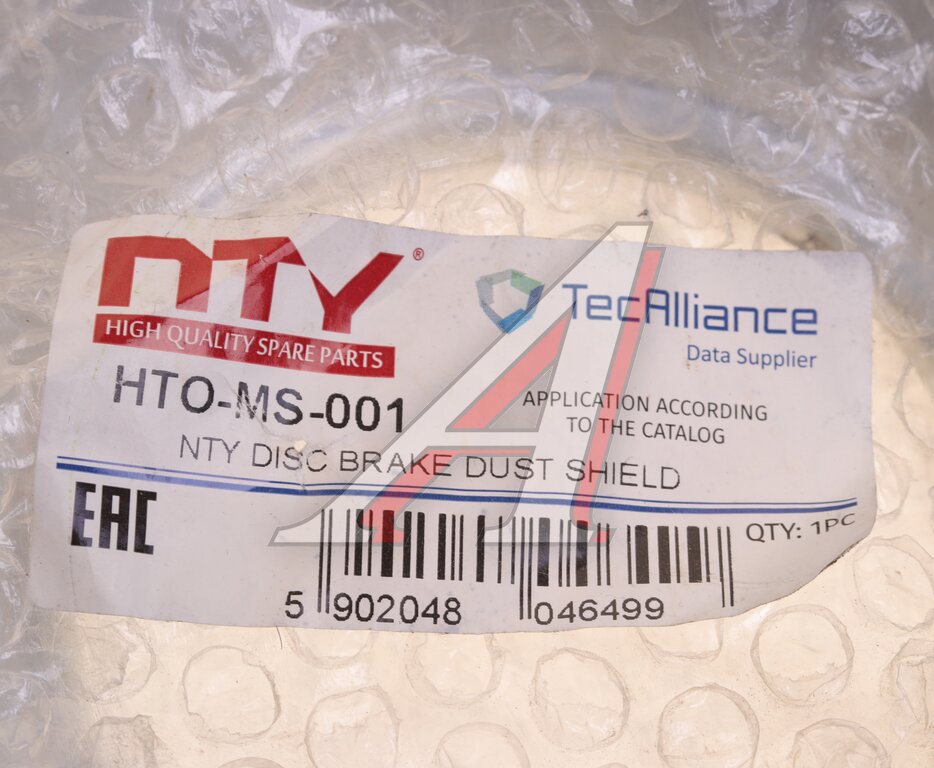 NTY®
HIGH QUALITY SPARE PARTS
HTO-MS-001
TecAlliance
Data Supplier
APPLICATION ACCORDING
TO THE CATALOG
NTY DISC BRAKE DUST SHIELD
EAC
QTY: 1PC
5 902048 046499